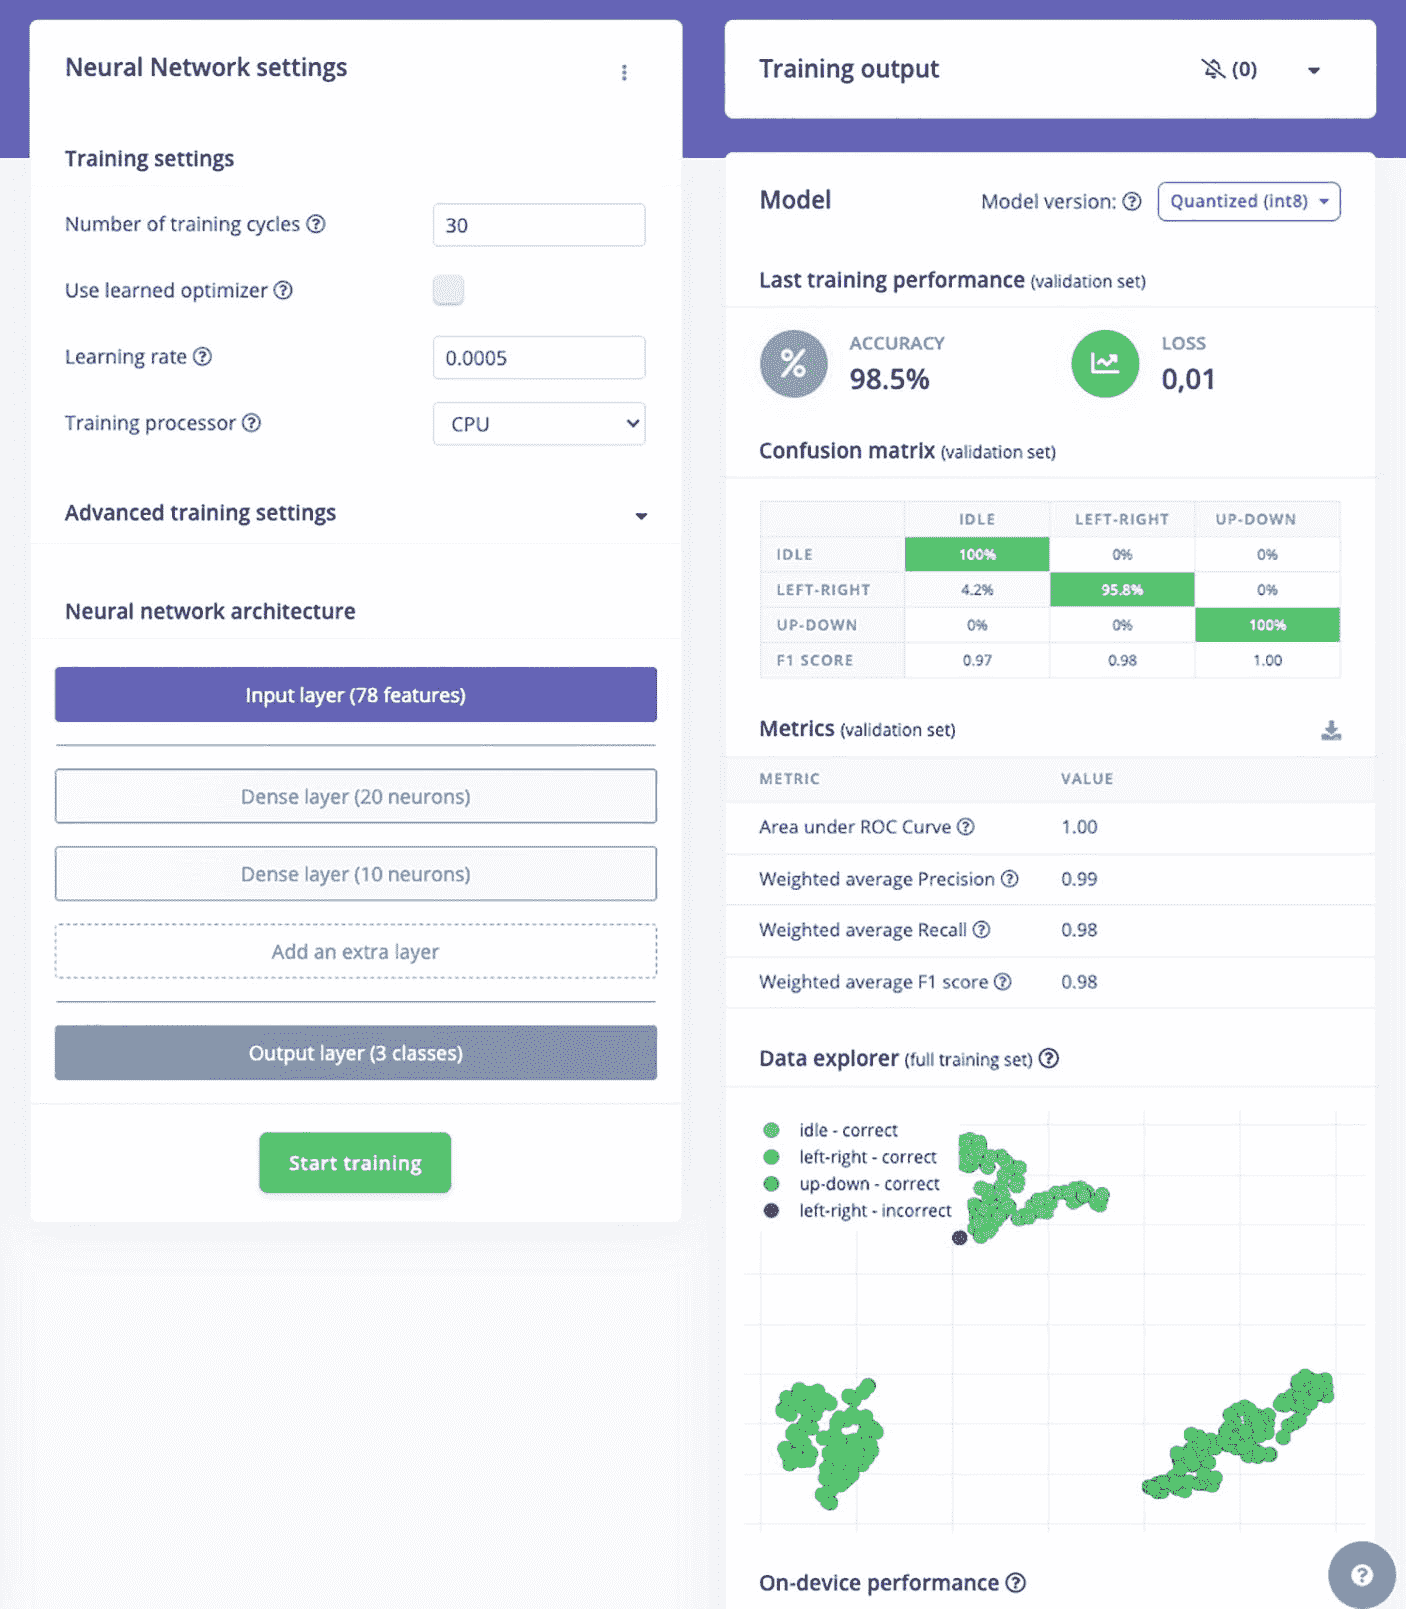 Neural Network settings
Training settings
Number of training cycles ?
30
Use learned optimizer ?
Learning rate ?
0.0005
Training processor ?
CPU
Advanced training settings
Neural network architecture
Input layer (78 features)
Dense layer (20 neurons)
Dense layer (10 neurons)
Add an extra layer
Output layer (3 classes)
Start training
Training output (0)
Model Model version: ? Quantized (int8)
Last training performance (validation set)
% ACCURACY
98.5%
LOSS
0,01
Confusion matrix (validation set)
IDLE LEFT-RIGHT UP-DOWN
IDLE 100% 0% 0%
LEFT-RIGHT 4.2% 95.8% 0%
UP-DOWN 0% 0% 100%
F1 SCORE 0.97 0.98 1.00
Metrics (validation set)
METRIC VALUE
Area under ROC Curve ? 1.00
Weighted average Precision ? 0.99
Weighted average Recall ? 0.98
Weighted average F1 score ? 0.98
Data explorer (full training set) ?
idle - correct
left-right - correct
up-down - correct
left-right - incorrect
On-device performance ?
?